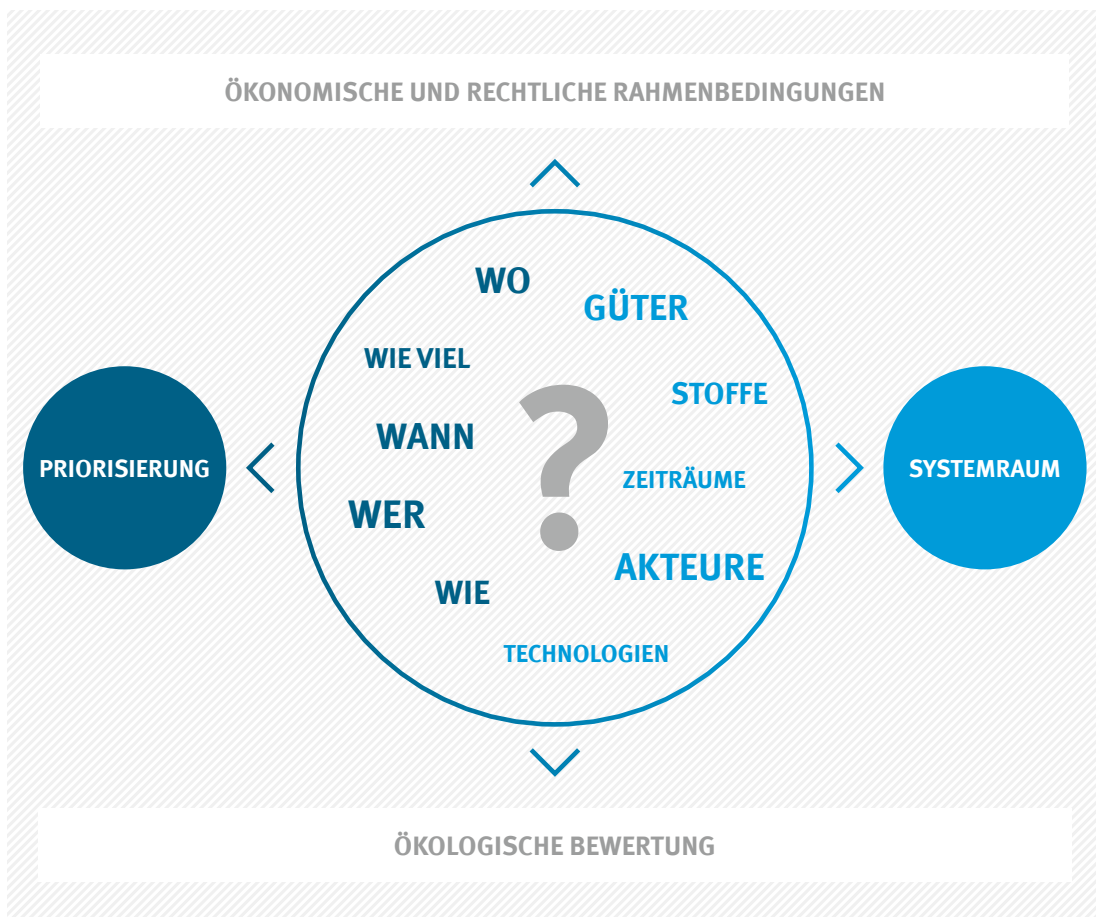 ÖKONOMISCHE UND RECHTLICHE RAHMENBEDINGUNGEN
WO
GÜTER
WIE VIEL
STOFFE
WANN
?
PRIORISIERUNG
ZEITRÄUME
SYSTEMRAUM
WER
AKTEURE
WIE
TECHNOLOGIEN
ÖKOLOGISCHE BEWERTUNG